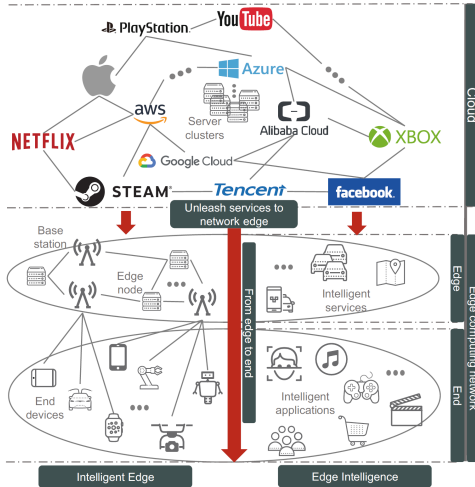 PlayStation
YouTube
Azure
aws
Server
clusters
Alibaba Cloud
NETFLIX
XBOX
Google Cloud
STEAM
Tencent
facebook
Cloud
Unleash services to
network edge
Base
station
Edge
node
From edge to end
Intelligent
services
Edge
Edge computing network
End
devices
Intelligent
applications
End
Intelligent Edge
Edge Intelligence